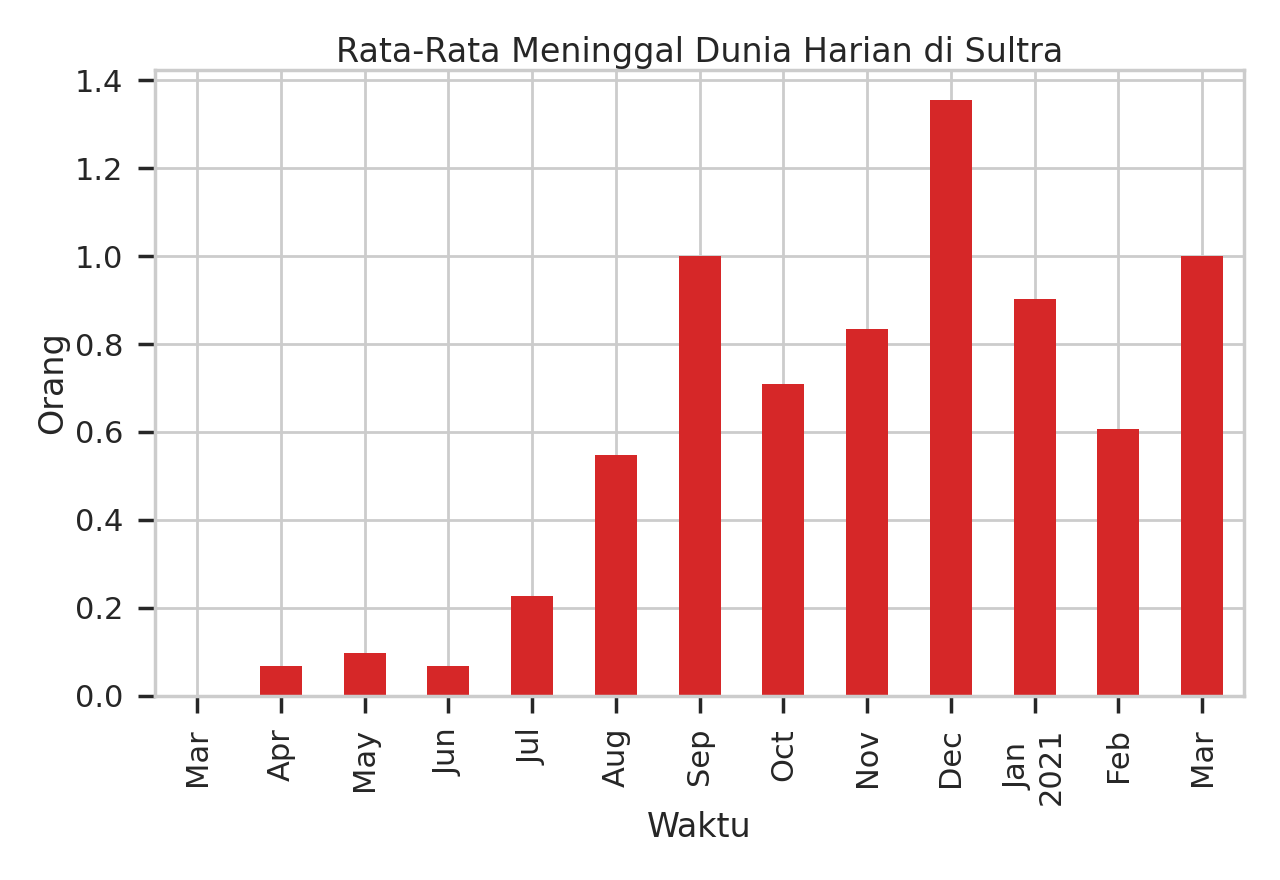 Rata-Rata Meninggal Dunia Harian di Sultra
1.4
1.2
1.0
0.8
0.6
0.4
0.2
0.0
Orang
Mar
Apr
May
Jun
Jul
Aug
Sep
Oct
Nov
Dec
Jan
2021
Feb
Mar
Waktu